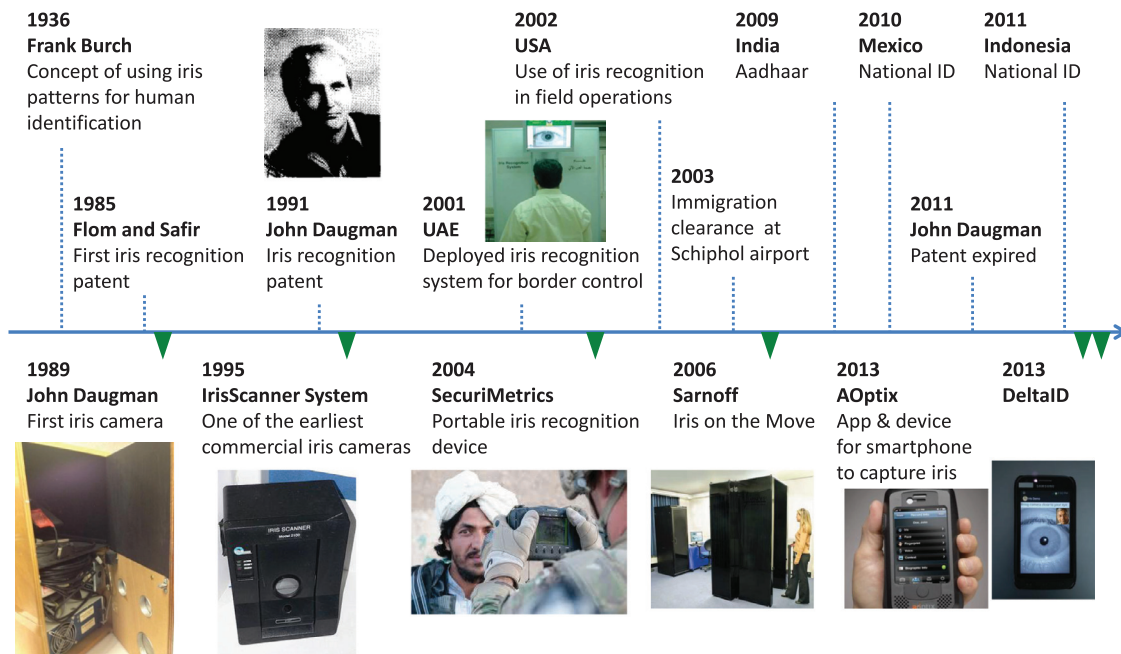 1936
Frank Burch
Concept of using iris
patterns for human
identification
1985
Flom and Safir
First iris recognition
patent
1991
John Daugman
Iris recognition
patent
2001
UAE
Deployed iris recognition
system for border control
2002
USA
Use of iris recognition
in field operations
Iris Recognition
System
2003
Immigration
clearance at
Schiphol airport
2009
India
Aadhaar
2010
Mexico
National ID
2011
John Daugman
Patent expired
2011
Indonesia
National ID
1989
John Daugman
First iris camera
1995
IrisScanner System
One of the earliest
commercial iris cameras
IRIS SCANNER
2004
SecuriMetrics
Portable iris recognition
device
2006
Sarnoff
Iris on the Move
2013
AOptix
App & device
for smartphone
to capture iris
2013
DeltaID